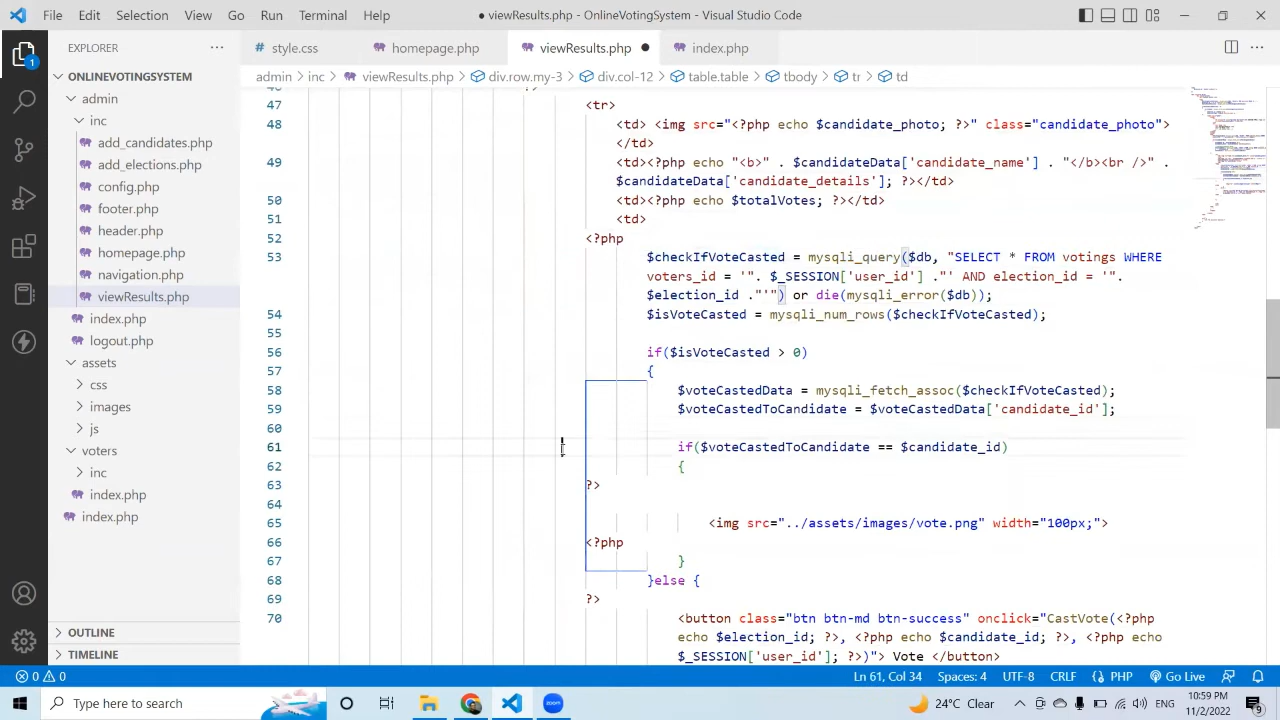 File Edit Selection View Go Run Terminal Help
● viewResults.php - OnlineVotingSystem - Visual Studio Code
EXPLORER ···
# style.css homepage.php viewResults.php ● index.php
ONLINEVOTINGSYSTEM
admin > inc > viewResults.php > div.row.my-3 > div.col-12 > table.table > tbody > tr > td
admin
add_candidates.php
add_elections.php
config.php
footer.php
header.php
homepage.php
navigation.php
viewResults.php
index.php
logout.php
assets
css
images
js
voters
inc
index.php
index.php
OUTLINE
TIMELINE
47 <tr>
48 <td> <img src="<?php echo $candidate_photo; ?>" class="candidate_photo">
</td>
49 <td><?php echo "<b>" . $candidateData['candidate_name'] . "</b><br />" .
$candidateData['candidate_details']; ?></td>
50 <td><?php echo $totalVotes; ?></td>
51 <td>
52 <?php
53 $checkIfVoteCasted = mysqli_query($db, "SELECT * FROM votings WHERE
voters_id = '". $_SESSION['user_id'] ."' AND election_id = '".
$election_id ."'") or die(mysqli_error($db));
54 $isVoteCasted = mysqli_num_rows($checkIfVoteCasted);
55
56 if($isVoteCasted > 0)
57 {
58 $voteCastedData = mysqli_fetch_assoc($checkIfVoteCasted);
59 $voteCastedToCandidate = $voteCastedData['candidate_id'];
60
61 if($voteCastedToCandidate == $candidate_id)
62 {
63 ?>
64
65 <img src="../assets/images/vote.png" width="100px;">
66 <?php
67 }
68 }else {
69 ?>
70 <button class="btn btn-md btn-success" onclick="CastVote(<?php
echo $election_id; ?>, <?php echo $candidate_id; ?>, <?php echo
$_SESSION['user_id']; ?>)"> Vote </button>
0 0 Ln 61, Col 34 Spaces: 4 UTF-8 CRLF PHP Go Live
Type here to search
24°C Clear 10:59 PM
11/2/2022